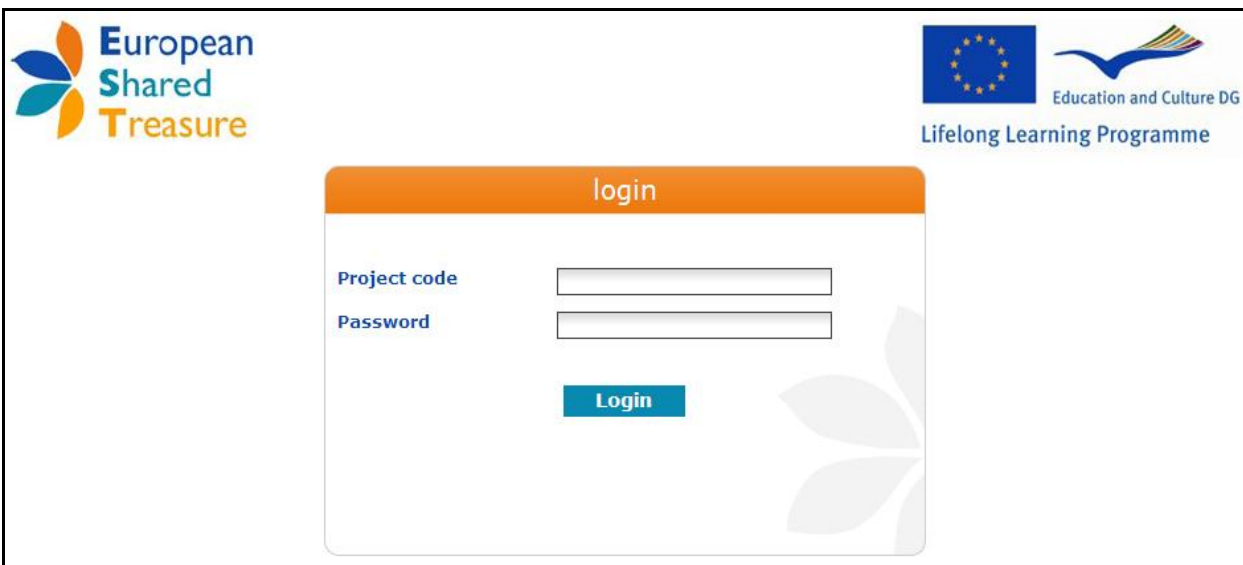 European
Shared
Treasure
Education and Culture DG
Lifelong Learning Programme
login
Project code
Password
Login